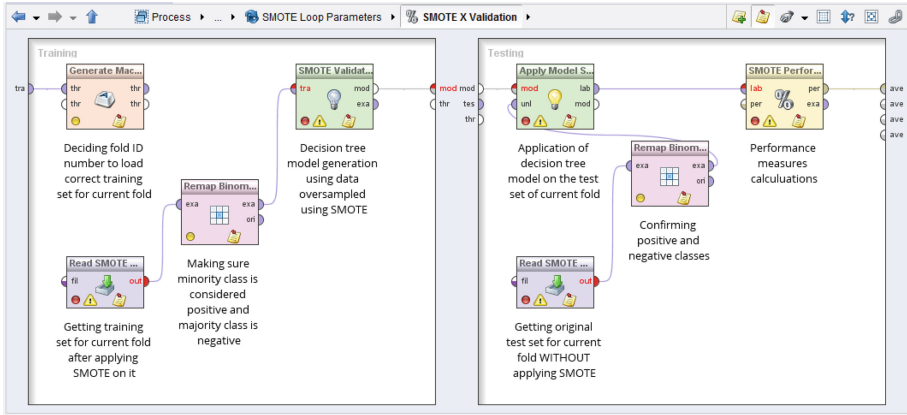 Process ... SMOTE Loop Parameters % SMOTE X Validation
Training
tra
Generate Mac...
thr thr
thr thr
Deciding fold ID
number to load
correct training
set for current fold
Read SMOTE ...
fil out
Getting training
set for current fold
after applying
SMOTE on it
Remap Binom...
exa exa
ori
Making sure
minority class is
considered
positive and
majority class is
negative
SMOTE Validat...
tra mod
exa
Decision tree
model generation
using data
oversampled
using SMOTE
mod mod
thr tes
thr
Testing
Apply Model S...
mod lab
unl mod
Application of
decision tree
model on the test
set of current fold
Read SMOTE ...
fil out
Getting original
test set for current
fold WITHOUT
applying SMOTE
Remap Binom...
exa exa
ori
Confirming
positive and
negative classes
SMOTE Perfor...
lab per
per exa
%
Performance
measures
calculuations
ave
ave
ave